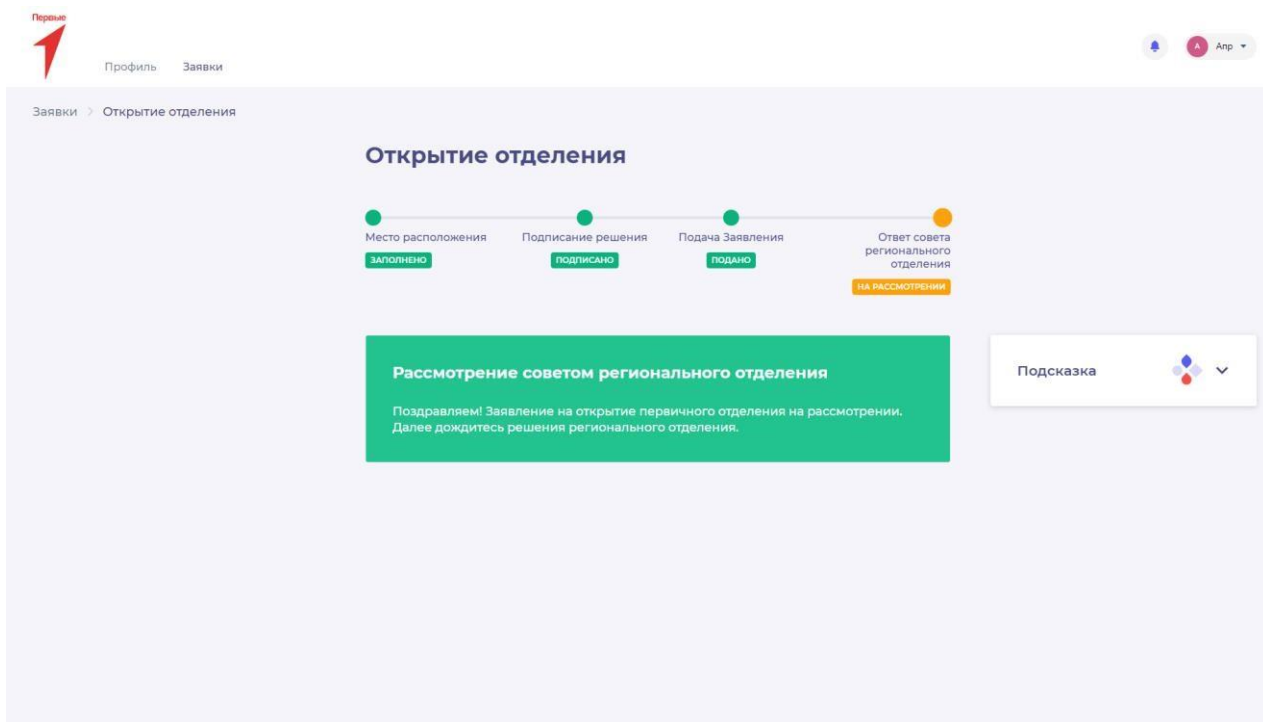 Первые
Профиль Заявки
А Апр
Заявки > Открытие отделения
Открытие отделения
Место расположения
ЗАПОЛНЕНО
Подписание решения
ПОДПИСАНО
Подача Заявления
ПОДАНО
Ответ совета
регионального
отделения
НА РАССМОТРЕНИИ
Рассмотрение советом регионального отделения
Поздравляем! Заявление на открытие первичного отделения на рассмотрении.
Далее дождитесь решения регионального отделения.
Подсказка